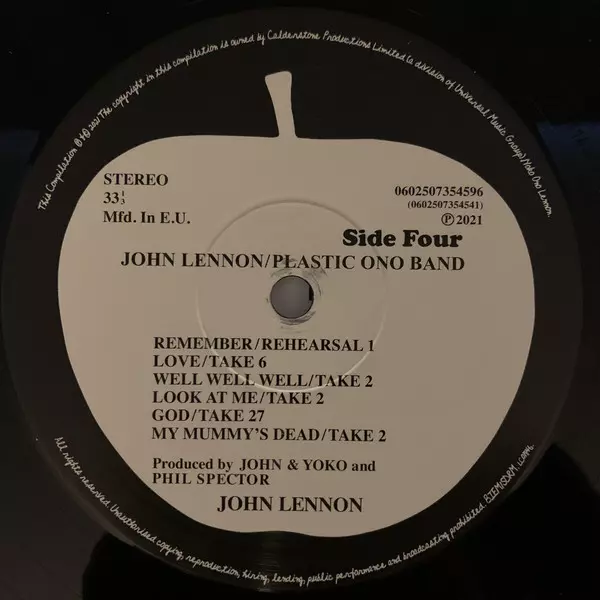 This Compilation ℗ & © 2021 The copyright in this compilation is owned by Calderstone Productions Limited (a division of Universal Music Group)/Yoko Ono Lennon.
STEREO
33 1/3
Mfd. In E.U.
0602507354596
(0602507354541)
℗ 2021
Side Four
JOHN LENNON/PLASTIC ONO BAND
REMEMBER/REHEARSAL 1
LOVE/TAKE 6
WELL WELL WELL/TAKE 2
LOOK AT ME/TAKE 2
GOD/TAKE 27
MY MUMMY'S DEAD/TAKE 2
Produced by JOHN & YOKO and
PHIL SPECTOR
JOHN LENNON
All rights reserved. Unauthorised copying, reproduction, hiring, lending, public performance and broadcasting prohibited. BIEM/SDRM.